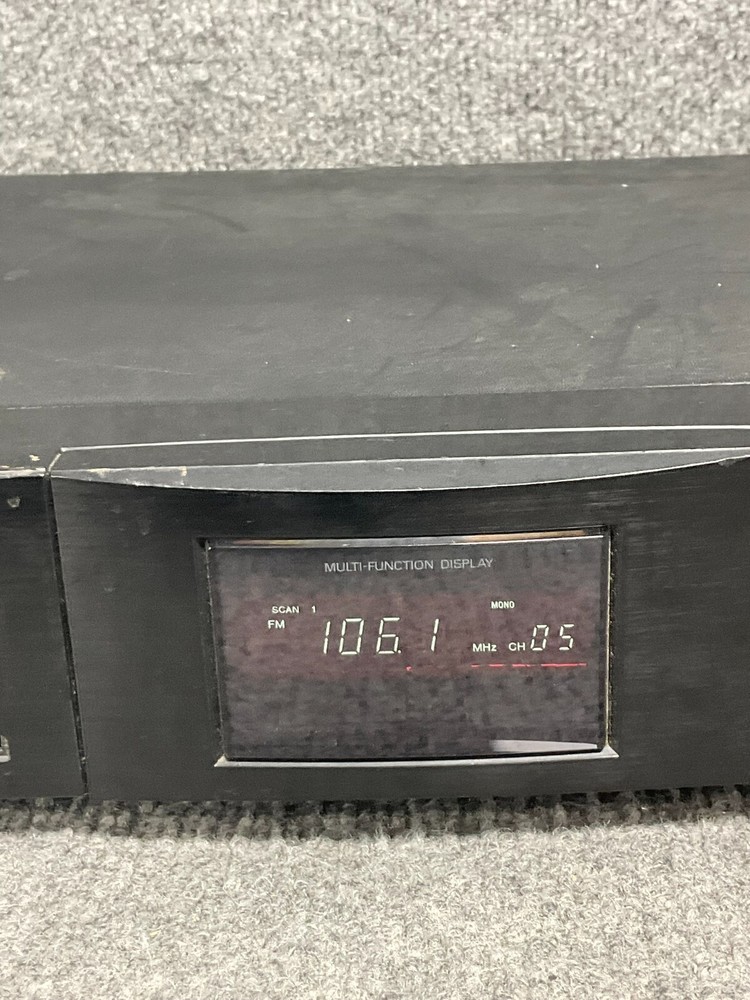 MULTI-FUNCTION DISPLAY
SCAN 1 MONO
FM 106.1 MHz CH 05